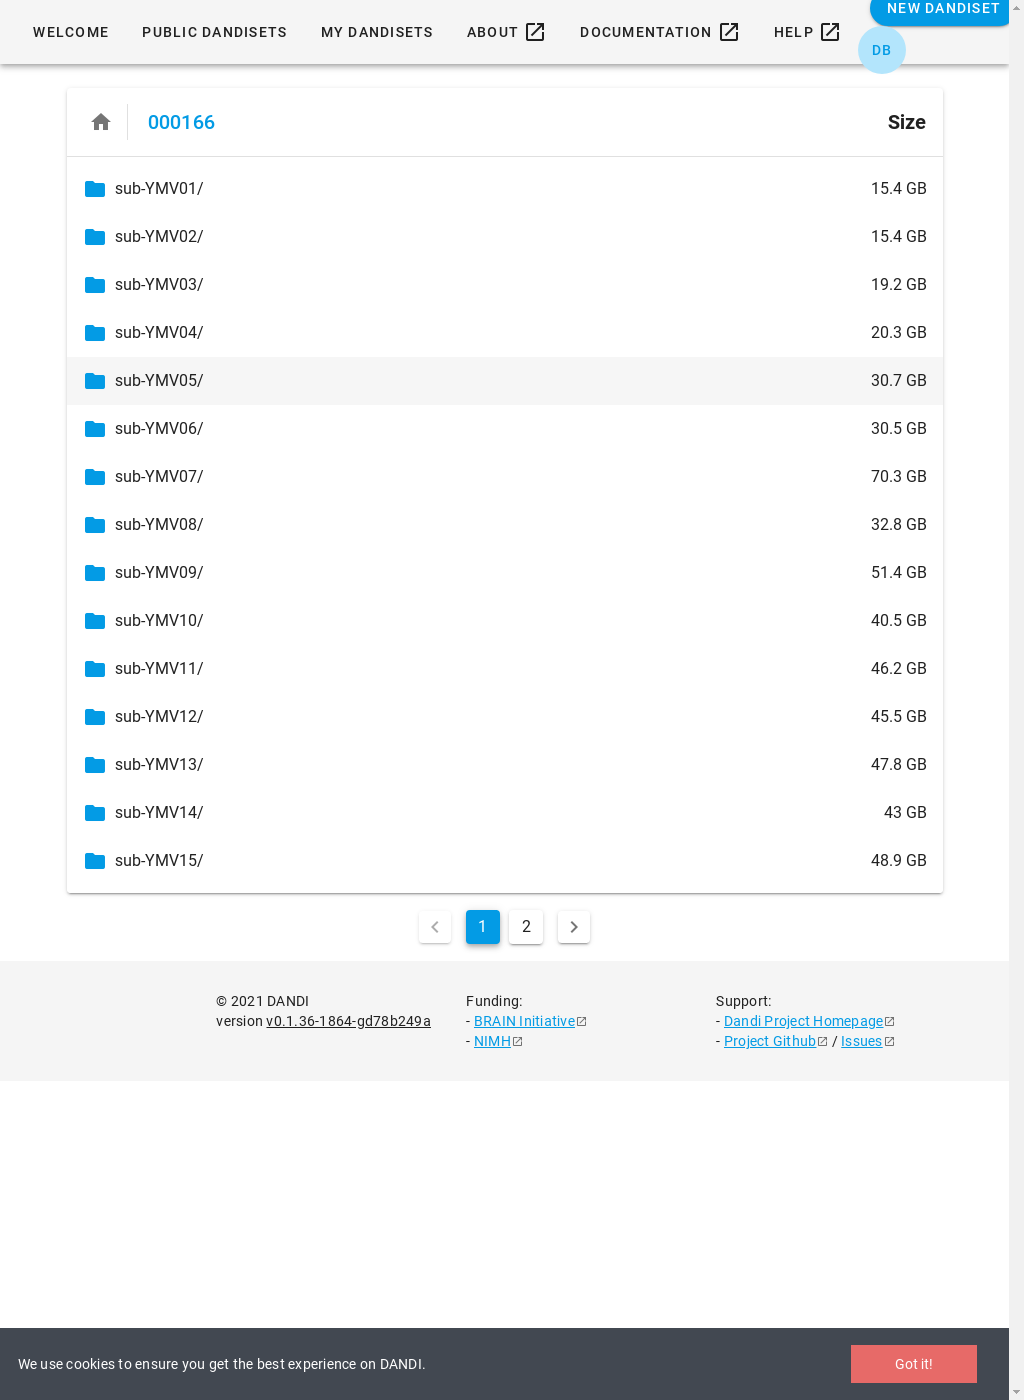 WELCOME PUBLIC DANDISETS MY DANDISETS ABOUT DOCUMENTATION HELP NEW DANDISET
DB
000166 Size
sub-YMV01/ 15.4 GB
sub-YMV02/ 15.4 GB
sub-YMV03/ 19.2 GB
sub-YMV04/ 20.3 GB
sub-YMV05/ 30.7 GB
sub-YMV06/ 30.5 GB
sub-YMV07/ 70.3 GB
sub-YMV08/ 32.8 GB
sub-YMV09/ 51.4 GB
sub-YMV10/ 40.5 GB
sub-YMV11/ 46.2 GB
sub-YMV12/ 45.5 GB
sub-YMV13/ 47.8 GB
sub-YMV14/ 43 GB
sub-YMV15/ 48.9 GB
1 2
© 2021 DANDI
version v0.1.36-1864-gd78b249a
Funding:
- BRAIN Initiative
- NIMH
Support:
- Dandi Project Homepage
- Project Github / Issues
We use cookies to ensure you get the best experience on DANDI.
Got it!